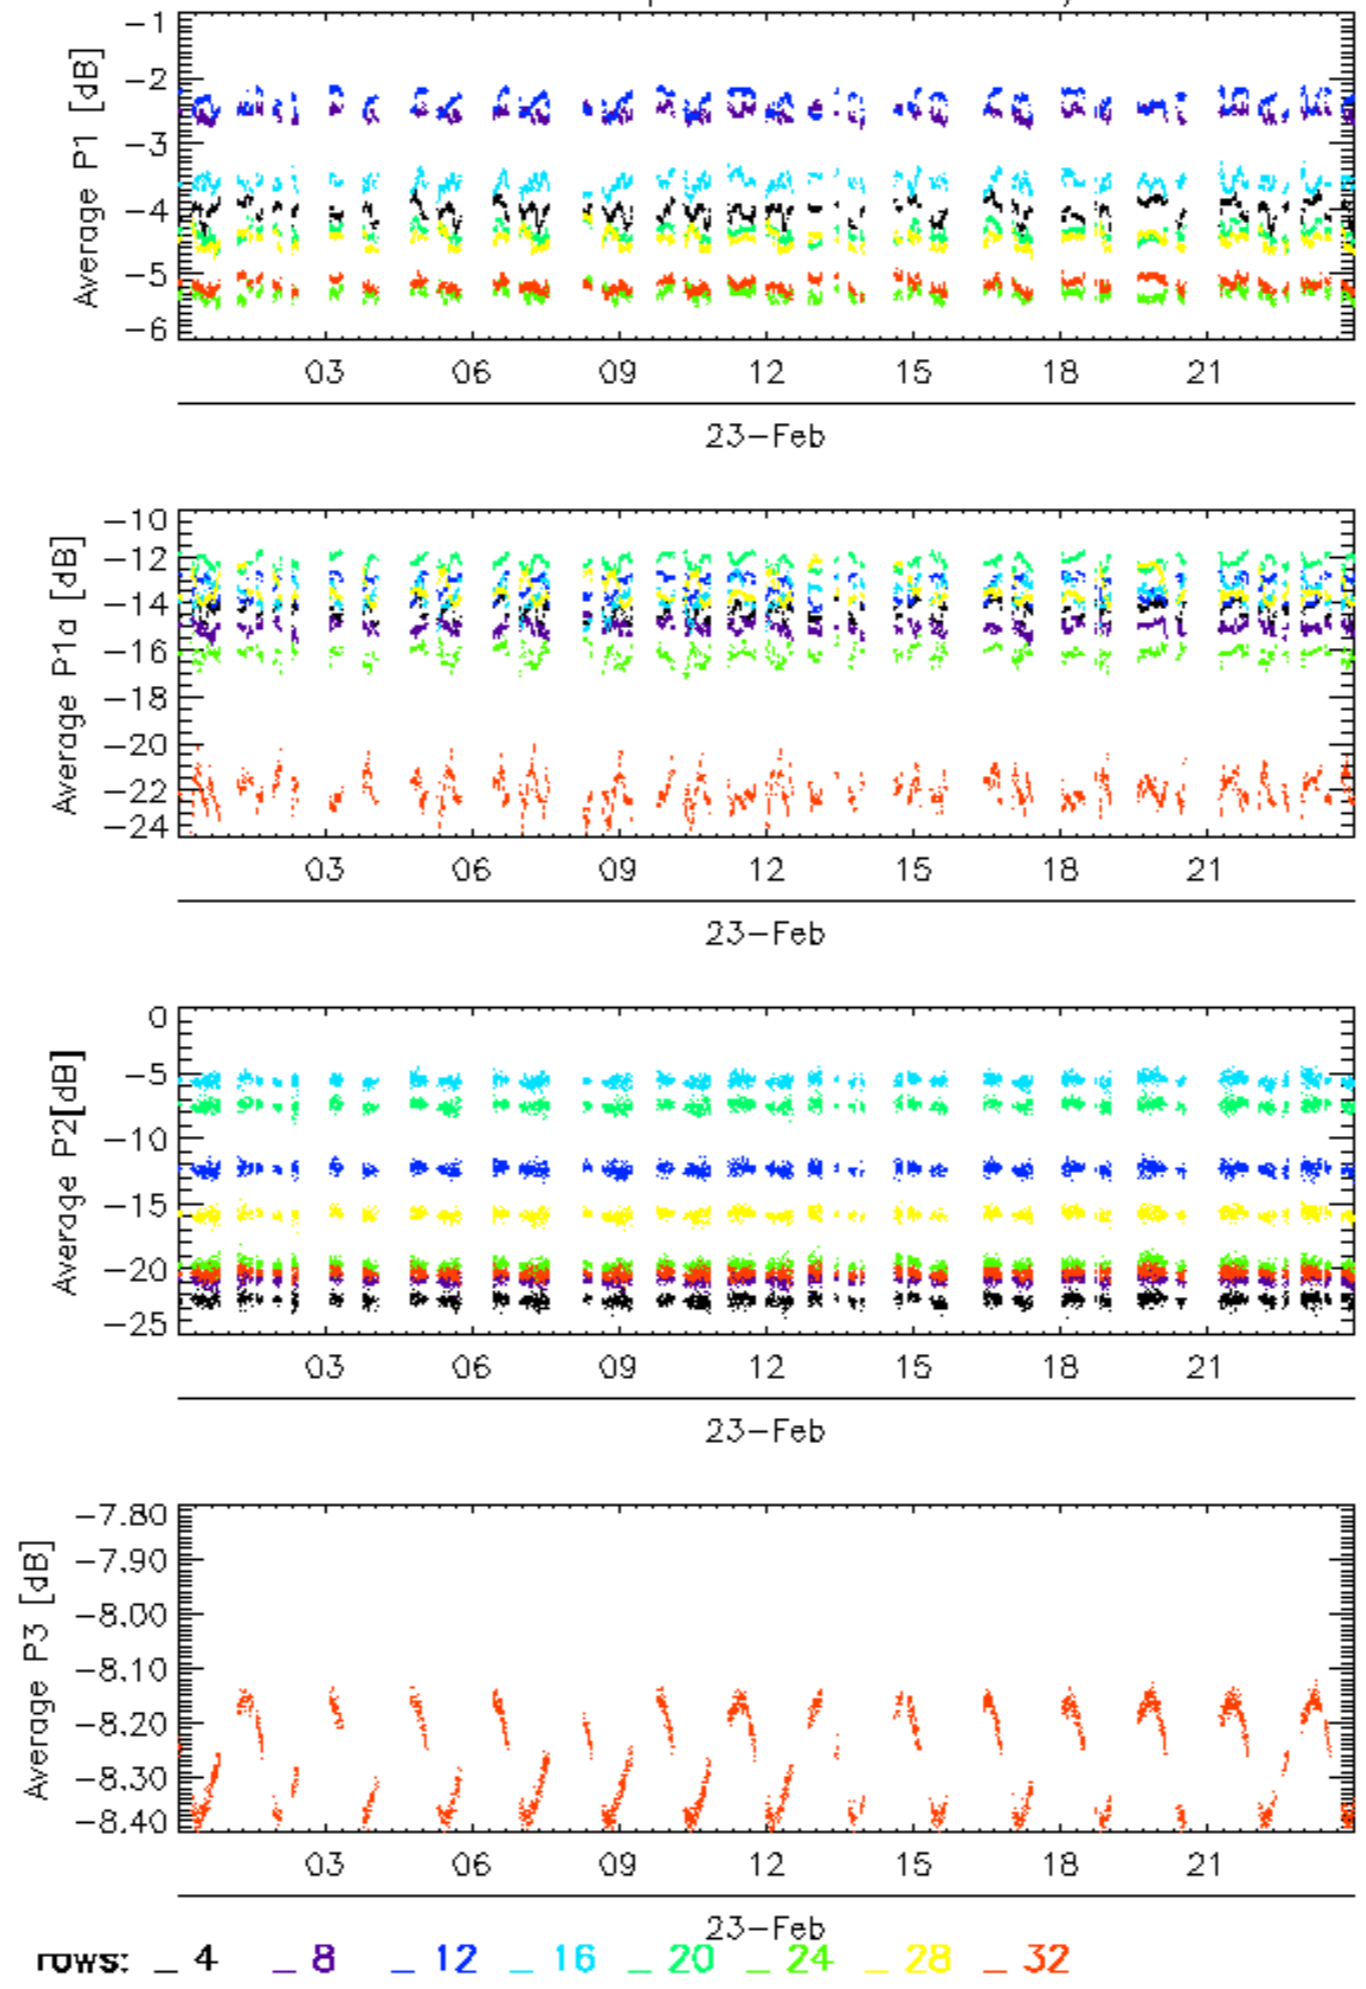 -1
-2
-3
-4
-5
-6
Average P1 [dB]
03 06 09 12 15 18 21
23-Feb
-10
-12
-14
-16
-18
-20
-22
-24
Average P1a [dB]
03 06 09 12 15 18 21
23-Feb
0
-5
-10
-15
-20
-25
Average P2[dB]
03 06 09 12 15 18 21
23-Feb
-7.80
-7.90
-8.00
-8.10
-8.20
-8.30
-8.40
Average P3 [dB]
03 06 09 12 15 18 21
23-Feb
rows: _ 4 _ 8 _ 12 _ 16 _ 20 _ 24 _ 28 _ 32